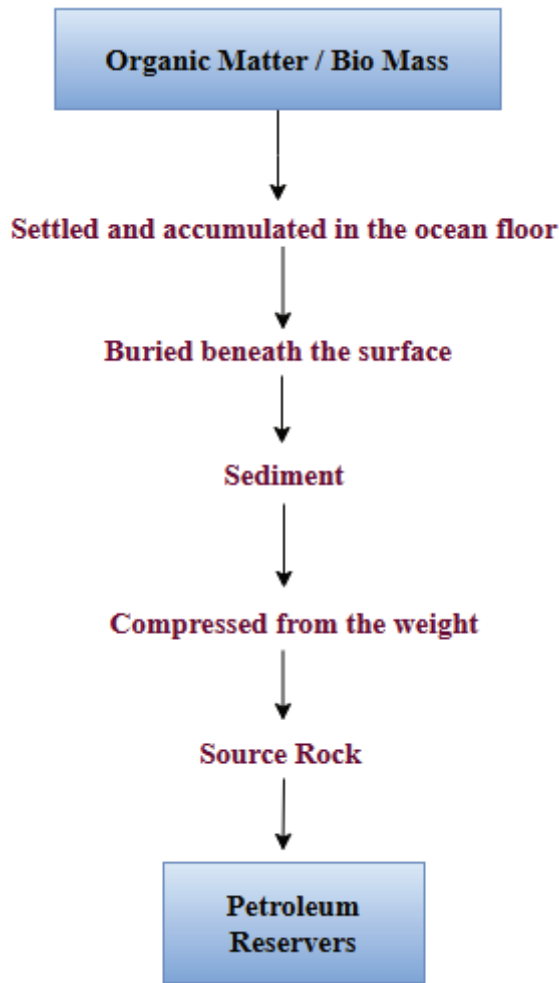 Organic Matter / Bio Mass
Settled and accumulated in the ocean floor
Buried beneath the surface
Sediment
Compressed from the weight
Source Rock
Petroleum
Reservers